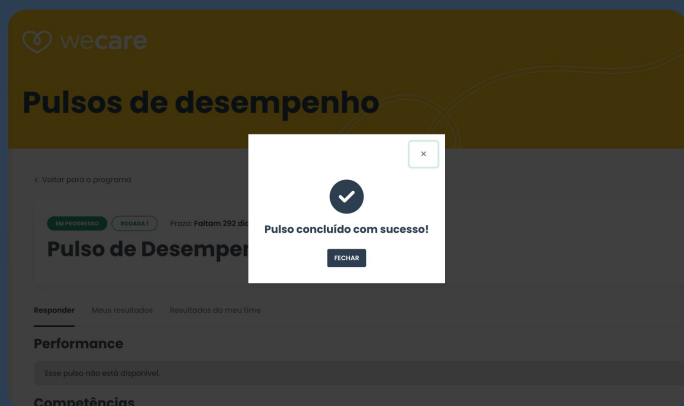 wecare
Pulsos de desempenho
×
< Voltar para o programa
EM PROGRESSO RODADA 1 Prazo: Faltam 292 dia
Pulso de Desempe
Pulso concluído com sucesso!
FECHAR
Responder Meus resultados Resultados do meu time
Performance
Esse pulso não está disponível.
Competências